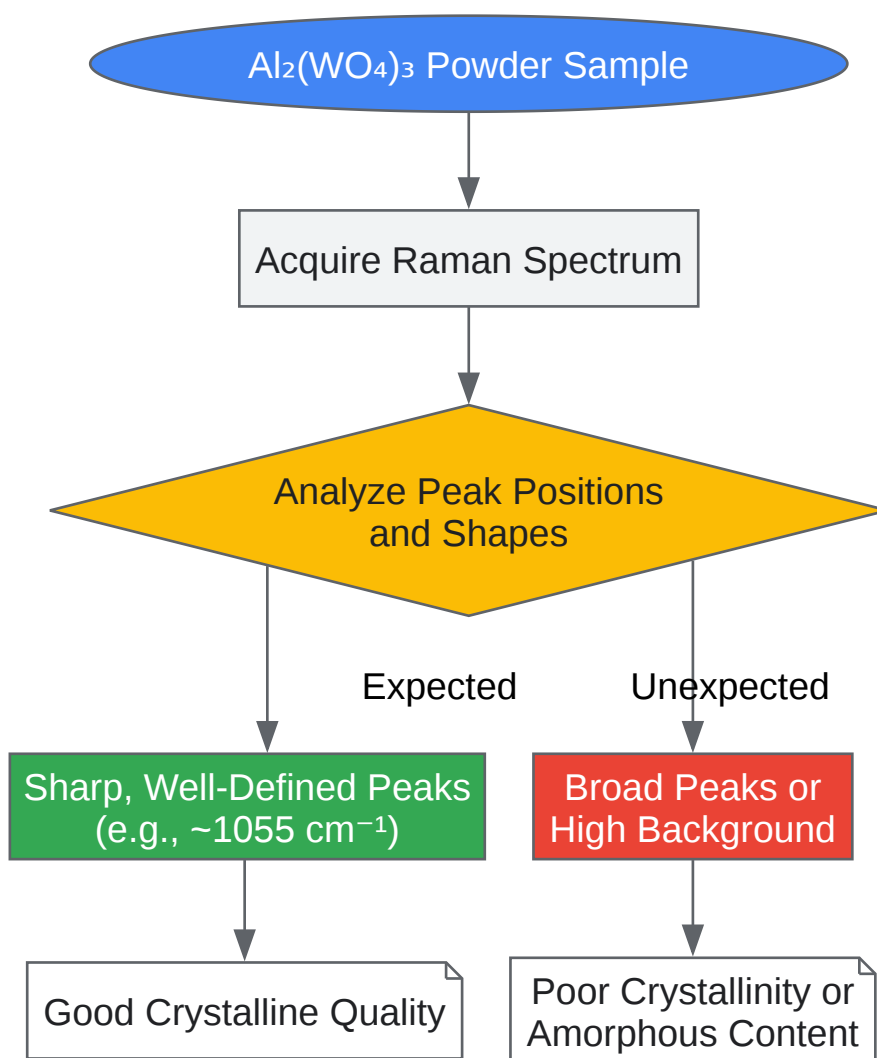 Al₂(WO₄)₃ Powder Sample
Acquire Raman Spectrum
Analyze Peak Positions
and Shapes
Expected
Unexpected
Sharp, Well-Defined Peaks
(e.g., ~1055 cm⁻¹)
Broad Peaks or
High Background
Good Crystalline Quality
Poor Crystallinity or
Amorphous Content